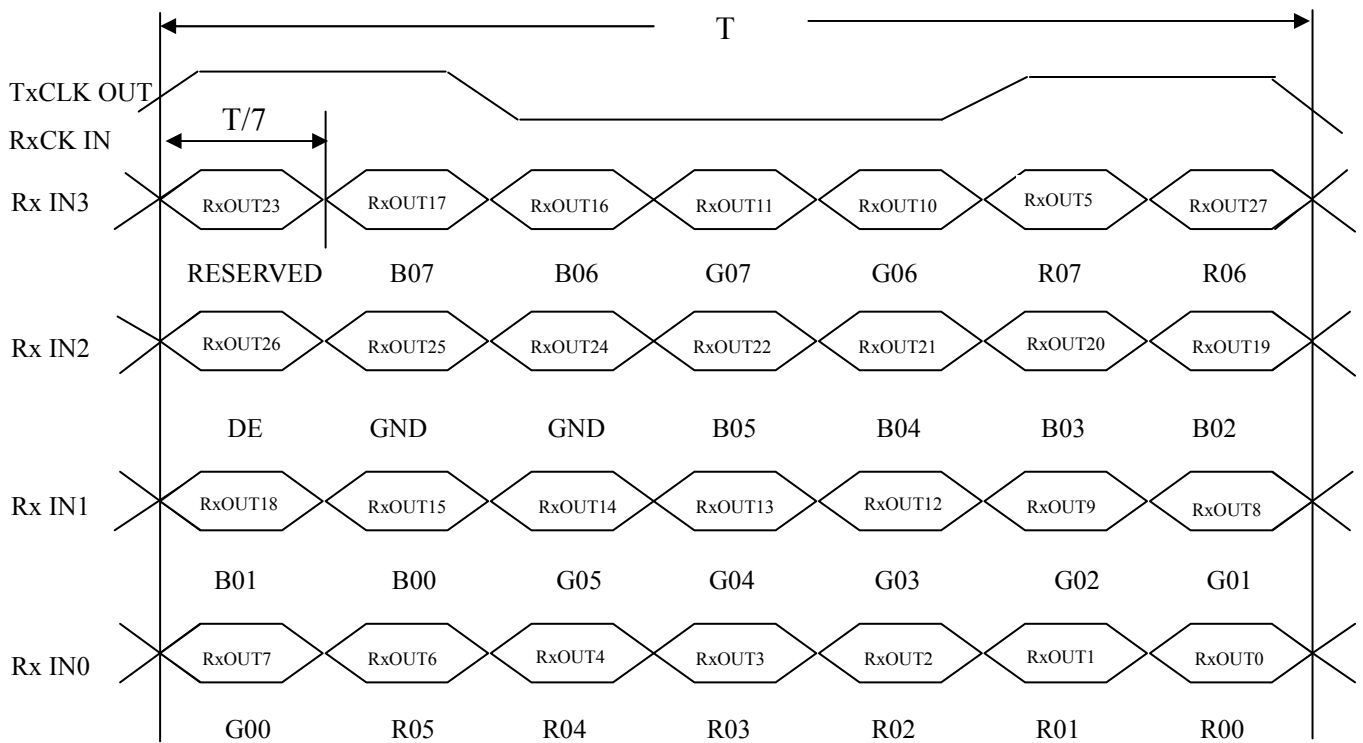 T
TxCLK OUT
T/7
RxCK IN
Rx IN3 RxOUT23 RxOUT17 RxOUT16 RxOUT11 RxOUT10 RxOUT5 RxOUT27
RESERVED B07 B06 G07 G06 R07 R06
Rx IN2 RxOUT26 RxOUT25 RxOUT24 RxOUT22 RxOUT21 RxOUT20 RxOUT19
DE GND GND B05 B04 B03 B02
Rx IN1 RxOUT18 RxOUT15 RxOUT14 RxOUT13 RxOUT12 RxOUT9 RxOUT8
B01 B00 G05 G04 G03 G02 G01
Rx IN0 RxOUT7 RxOUT6 RxOUT4 RxOUT3 RxOUT2 RxOUT1 RxOUT0
G00 R05 R04 R03 R02 R01 R00